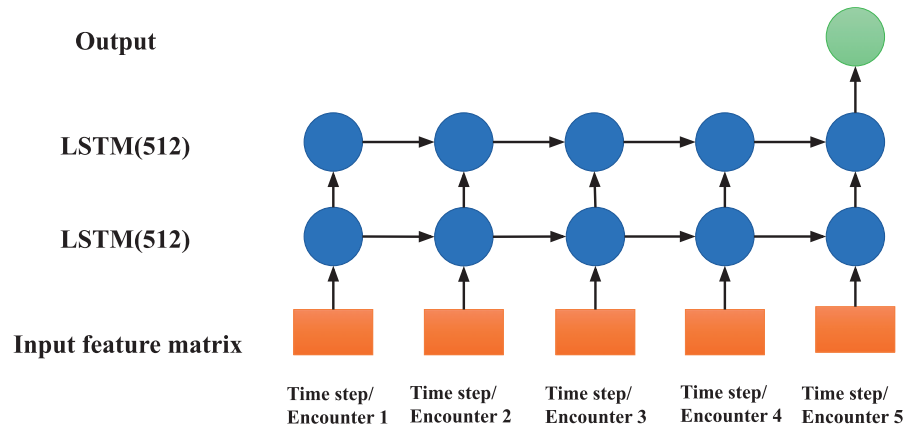 Output
LSTM(512)
LSTM(512)
Input feature matrix
Time step/
Encounter 1
Time step/
Encounter 2
Time step/
Encounter 3
Time step/
Encounter 4
Time step/
Encounter 5